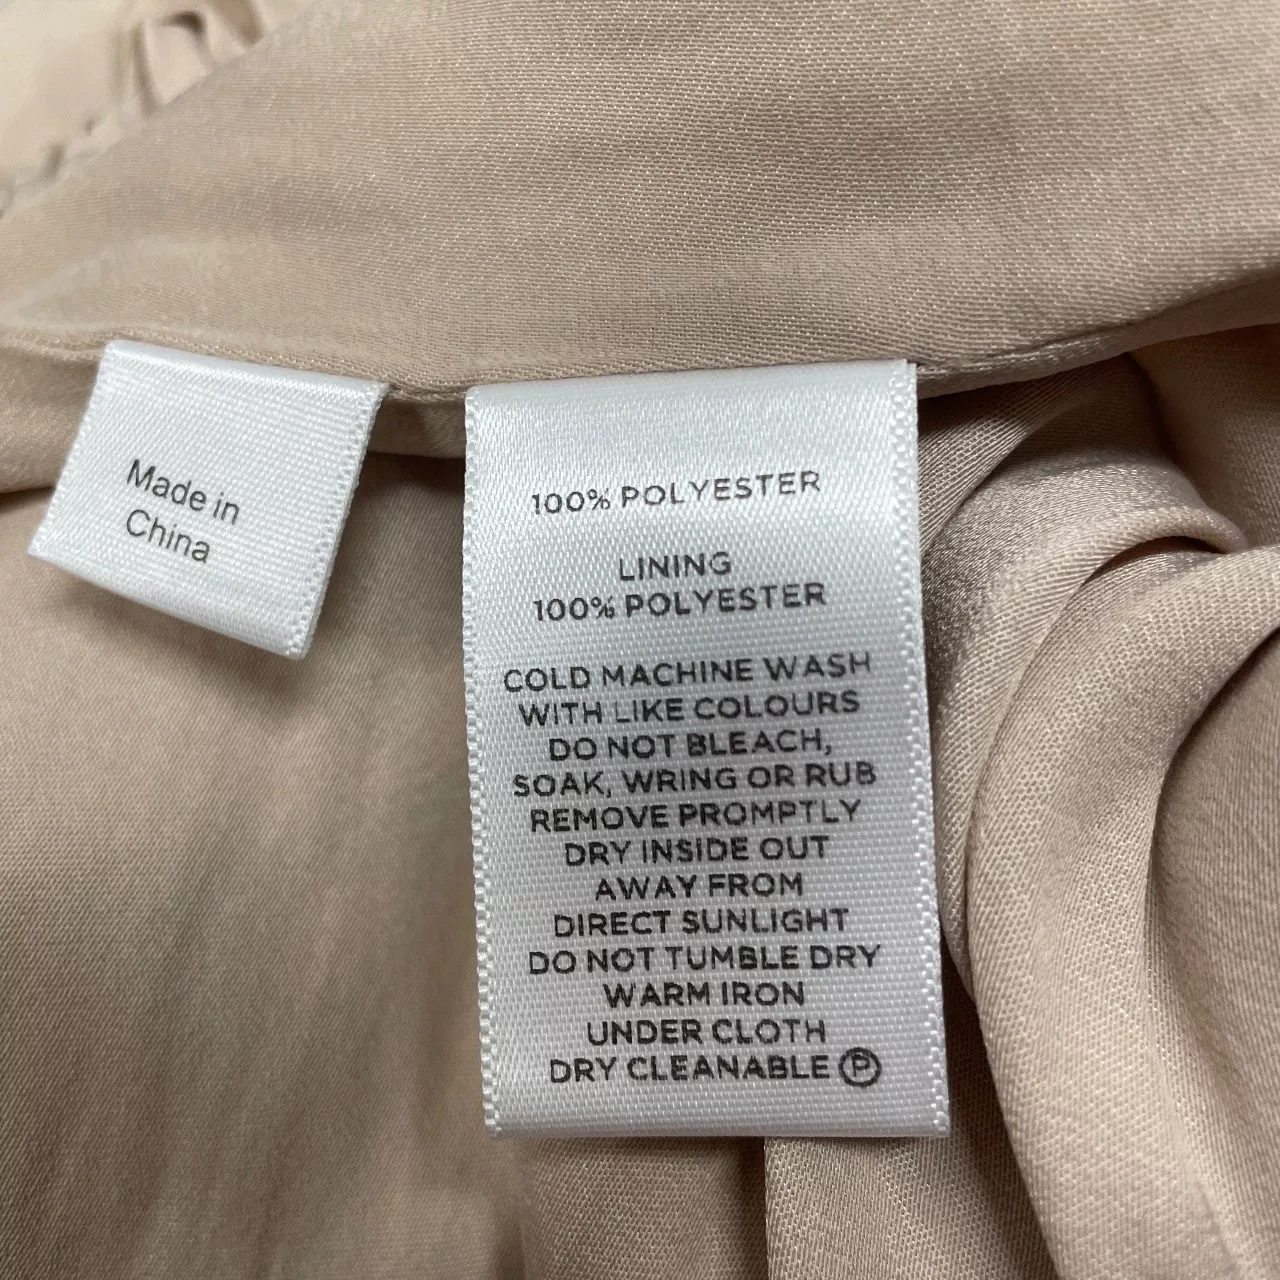 Made in
China
100% POLYESTER
LINING
100% POLYESTER
COLD MACHINE WASH
WITH LIKE COLOURS
DO NOT BLEACH,
SOAK, WRING OR RUB
REMOVE PROMPTLY
DRY INSIDE OUT
AWAY FROM
DIRECT SUNLIGHT
DO NOT TUMBLE DRY
WARM IRON
UNDER CLOTH
DRY CLEANABLE Ⓟ